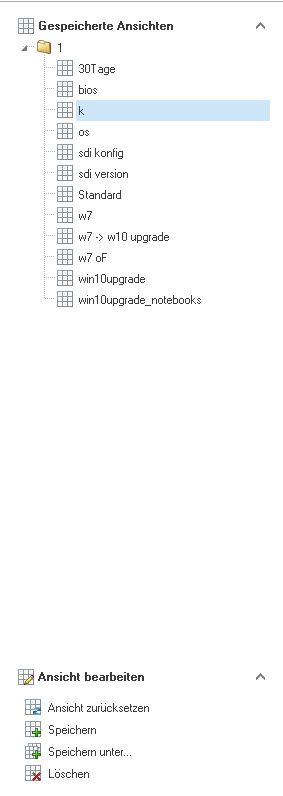 Gespeicherte Ansichten
1
30Tage
bios
k
os
sdi konfig
sdi version
Standard
w7
w7 -> w10 upgrade
w7 oF
win10upgrade
win10upgrade_notebooks
Ansicht bearbeiten
Ansicht zurücksetzen
Speichern
Speichern unter...
Löschen